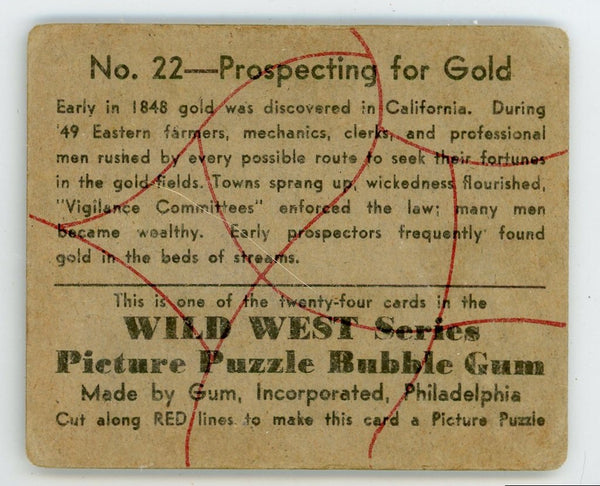 No. 22—Prospecting for Gold
Early in 1848 gold was discovered in California. During
'49 Eastern farmers, mechanics, clerks, and professional
men rushed by every possible route to seek their fortunes
in the gold-fields. Towns sprang up, wickedness flourished,
"Vigilance Committees" enforced the law; many men
became wealthy. Early prospectors frequently found
gold in the beds of streams.
This is one of the twenty-four cards in the
WILD WEST Series
Picture Puzzle Bubble Gum
Made by Gum, Incorporated, Philadelphia
Cut along RED lines to make this card a Picture Puzzle